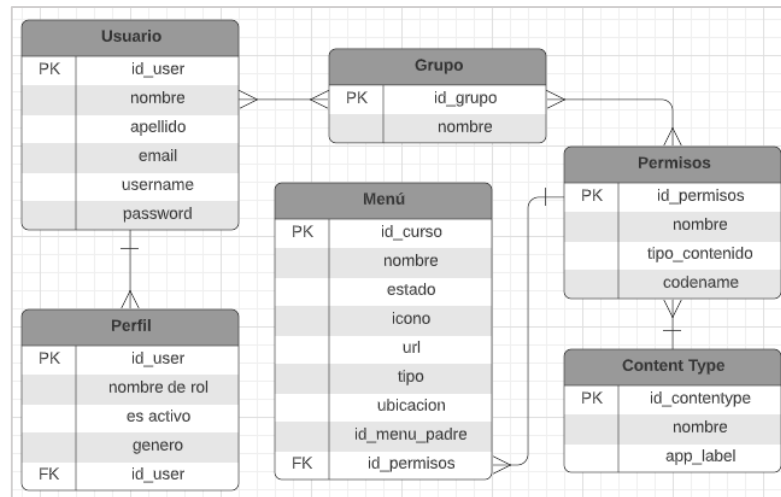 Usuario
PK id_user
nombre
apellido
email
username
password
Grupo
PK id_grupo
nombre
Permisos
PK id_permisos
nombre
tipo_contenido
codename
Menú
PK id_curso
nombre
estado
icono
url
tipo
ubicacion
id_menu_padre
FK id_permisos
Perfil
PK id_user
nombre de rol
es activo
genero
FK id_user
Content Type
PK id_contentype
nombre
app_label